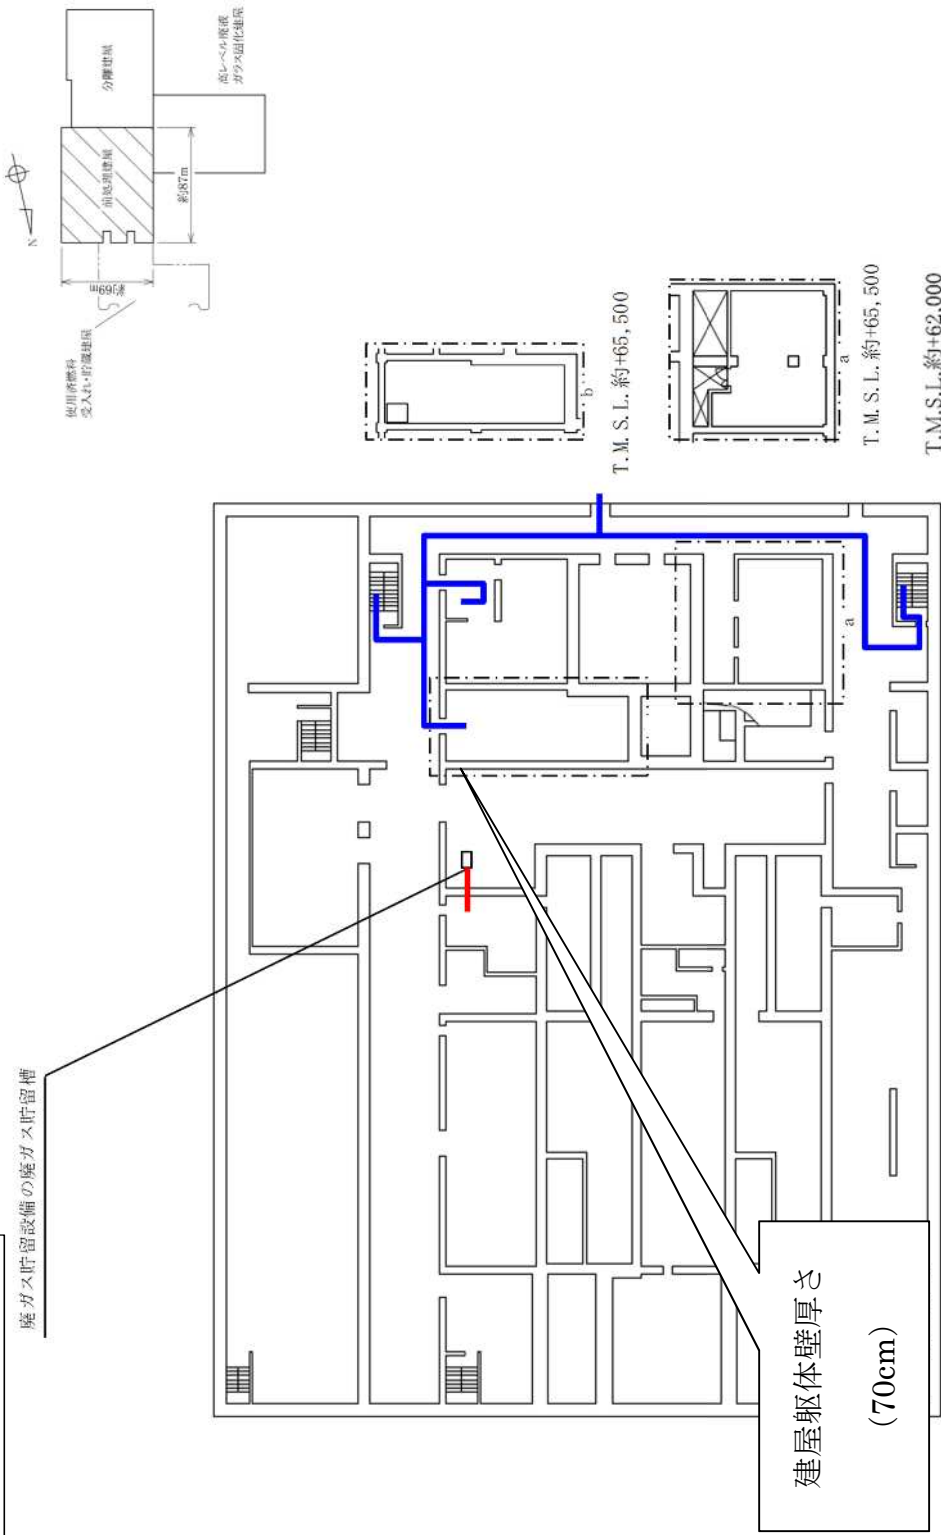 廃ガス貯留設備の廃ガス貯留槽
建屋躯体壁厚さ
(70cm)
a
使用済燃料
受入れ・貯蔵建屋
N
約69m
前処理建屋
約87m
分離建屋
高レベル廃液
ガラス固化建屋
b
T.M.S.L.約+65,500
a
T.M.S.L.約+65,500
T.M.S.L.約+62,000